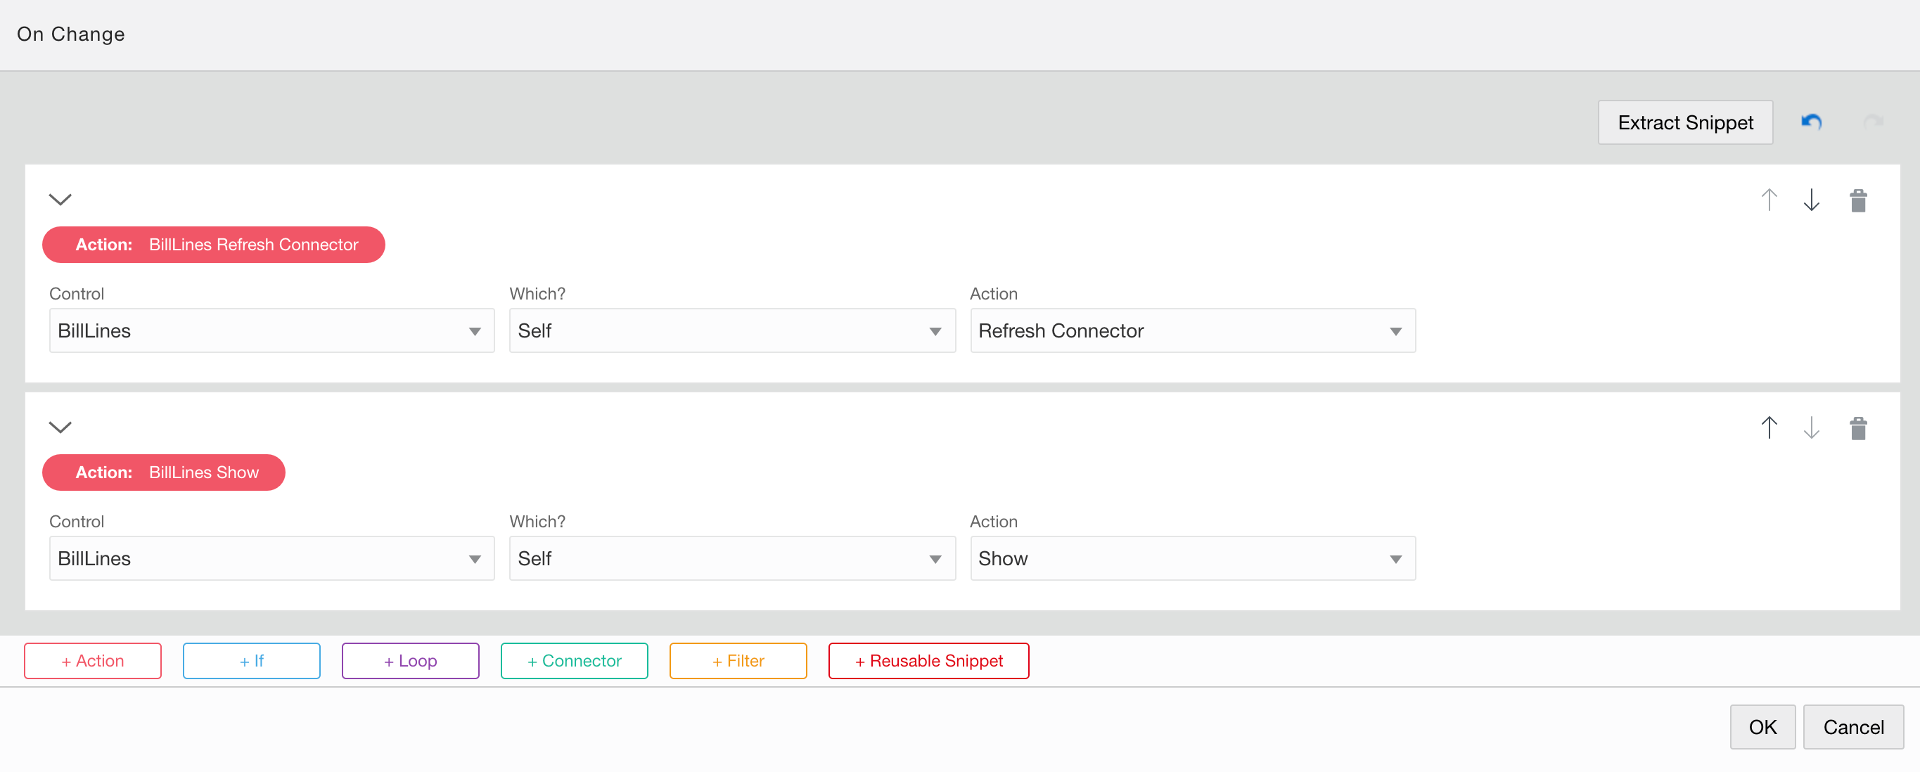 On Change
Extract Snippet
Action: BillLines Refresh Connector
Control Which? Action
BillLines Self Refresh Connector
Action: BillLines Show
Control Which? Action
BillLines Self Show
+ Action + If + Loop + Connector + Filter + Reusable Snippet
OK Cancel